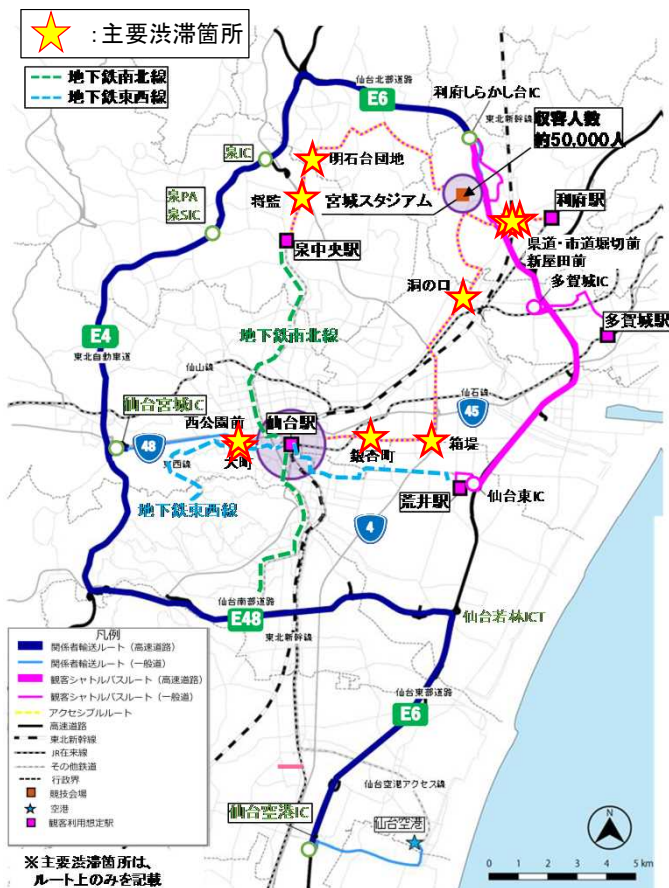 ：主要渋滞箇所
地下鉄南北線
地下鉄東西線
仙台北部道路
E6
利府しらかし台IC
東北新幹線
収容人数
約50,000人
泉IC
明石台団地
泉PA
泉SIC
将監
宮城スタジアム
利府駅
泉中央駅
県道・市道堀切前
新屋田前
洞の口
多賀城IC
多賀城駅
地下鉄南北線
E4
東北自動車道
仙山線
仙石線
45
仙台宮城IC
西公園前
仙台駅
48
大町
銀杏町
箱堤
東西線
地下鉄東西線
荒井駅
仙台東IC
4
仙台南部道路
E48
仙台若林JCT
東北新幹線
凡例
関係者輸送ルート（高速道路）
関係者輸送ルート（一般道）
観客シャトルバスルート（高速道路）
観客シャトルバスルート（一般道）
アクセシブルルート
高速道路
東北新幹線
JR在来線
その他鉄道
行政界
競技会場
空港
観客利用想定駅
仙台東部道路
E6
仙台空港アクセス線
仙台空港IC
仙台空港
N
※主要渋滞箇所は、
ルート上のみを記載
0 1 2 3 4 5 km